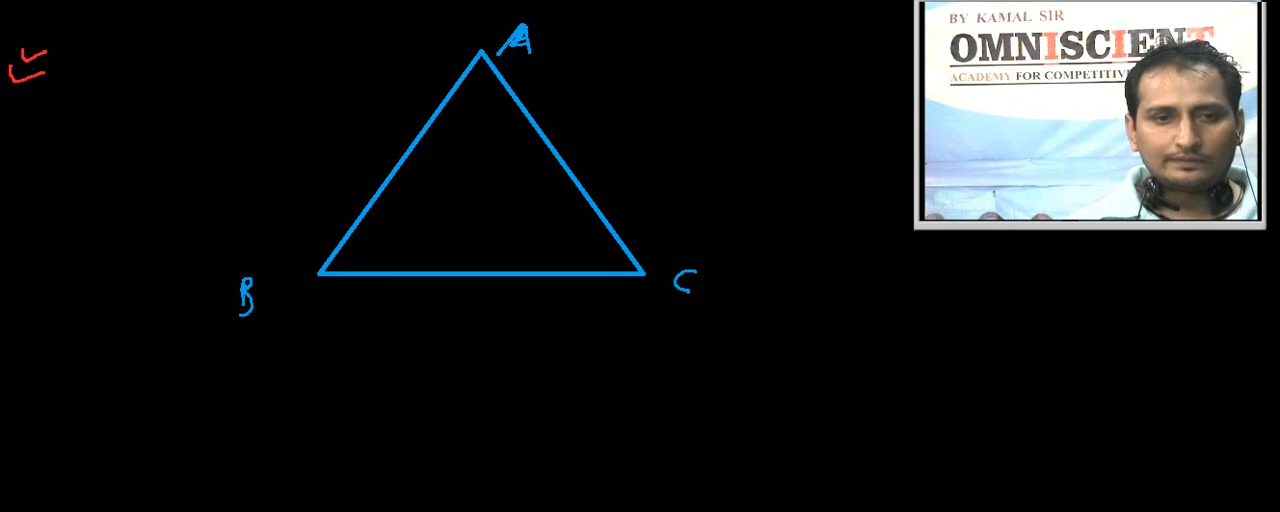 A
B
C
BY KAMAL SIR
OMNISCIENT
ACADEMY FOR COMPETITIV